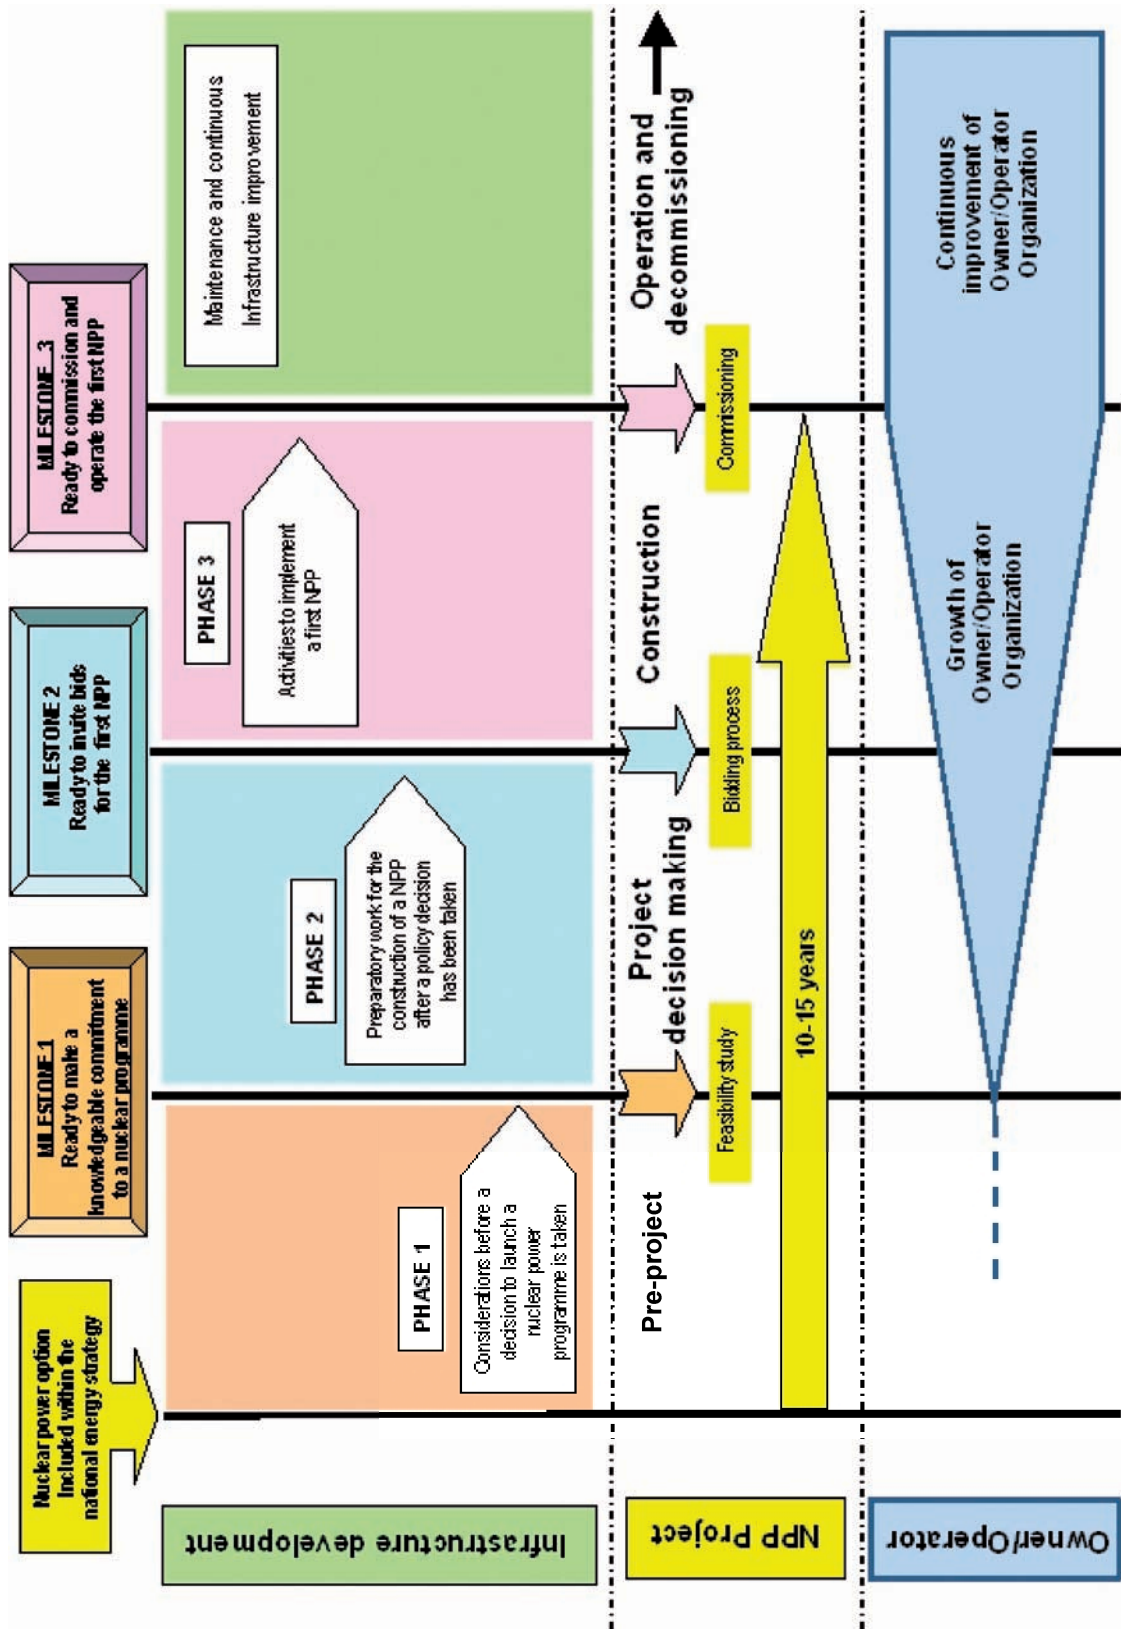 Nuclear power option
Included within the
national energy strategy
MILESTONE 1
Ready to make a
knowledgeable commitment
to a nuclear programme
MILESTONE 2
Ready to invite bids
for the first NPP
MILESTONE 3
Ready to commission and
operate the first NPP
Infrastructure development
PHASE 1
Considerations before a
decision to launch a
nuclear power
programme is taken
PHASE 2
Preparatory work for the
construction of a NPP
after a policy decision
has been taken
PHASE 3
Activities to implement
a first NPP
Maintenance and continuous
Infrastructure improvement
NPP Project
Pre-project
Project
decision making
Construction
Operation and
decommissioning
Feasibility study
Bidding process
Commissioning
10-15 years
Owner/Operator
Growth of
Owner/Operator
Organization
Continuous
improvement of
Owner/Operator
Organization